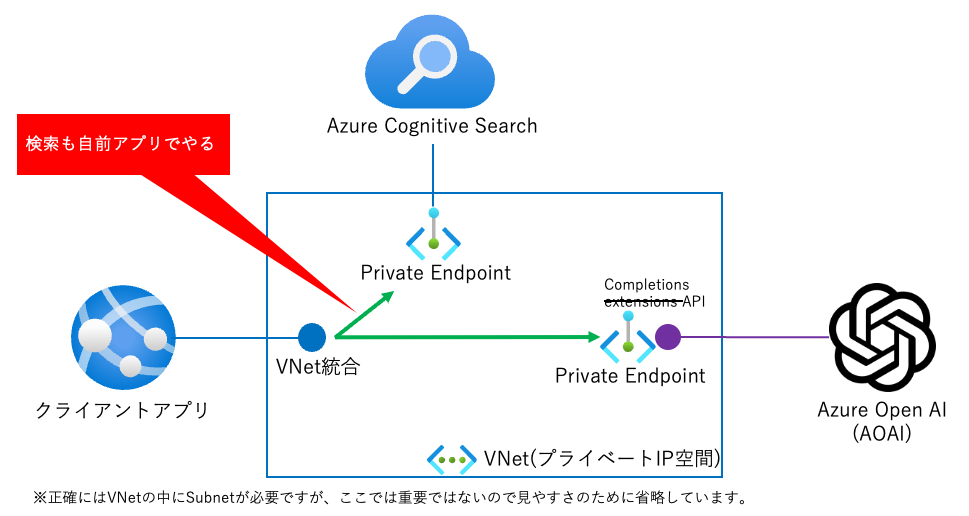 Azure Cognitive Search
検索も自前アプリでやる
Private Endpoint
Completions
extensions API
VNet統合
Private Endpoint
クライアントアプリ
Azure Open AI
(AOAI)
VNet(プライベートIP空間)
※正確にはVNetの中にSubnetが必要ですが、ここでは重要ではないので見やすさのために省略しています。